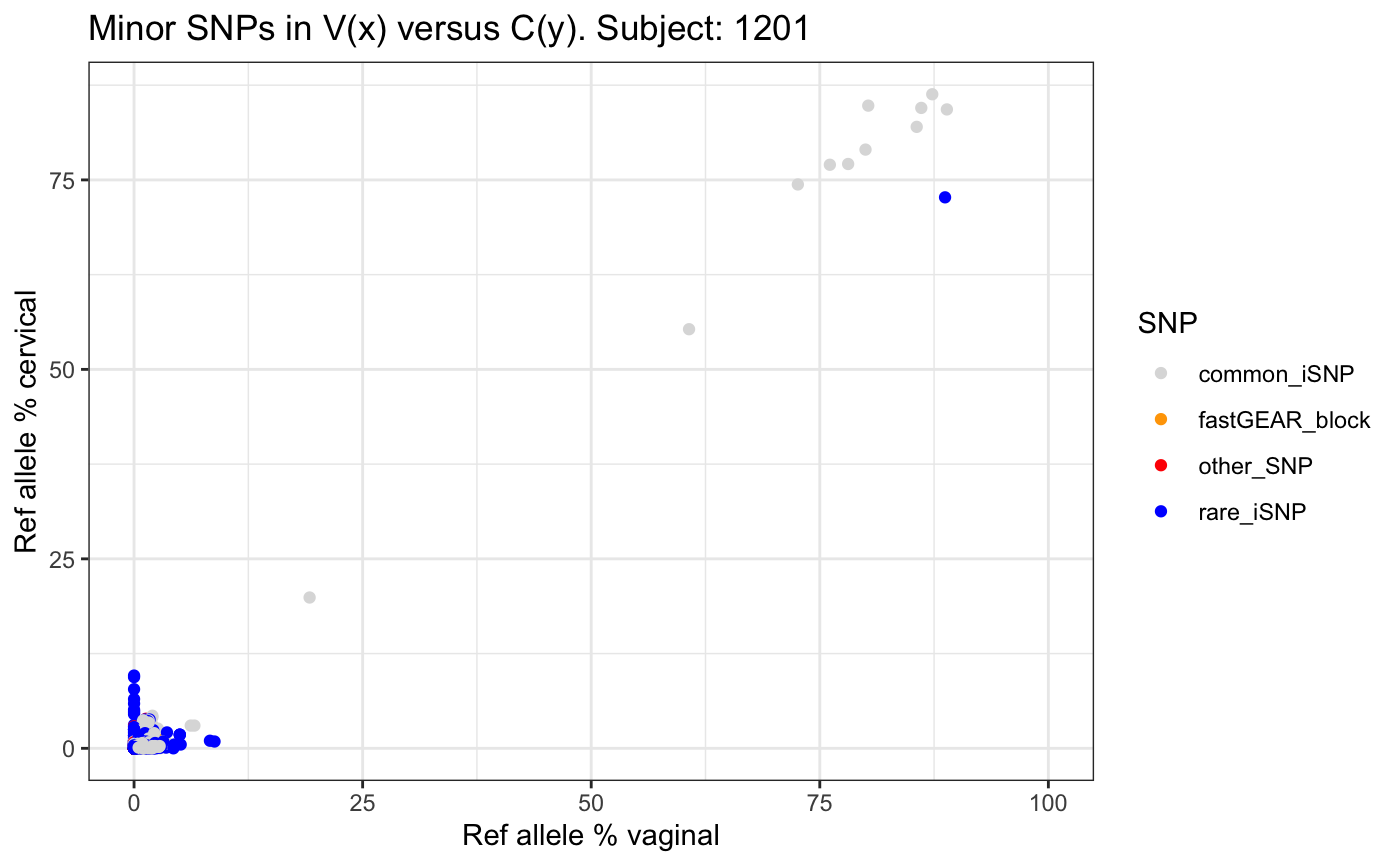 Minor SNPs in V(x) versus C(y). Subject: 1201
Ref allele % cervical
75
50
25
0
0 25 50 75 100
Ref allele % vaginal
SNP
common_iSNP
fastGEAR_block
other_SNP
rare_iSNP